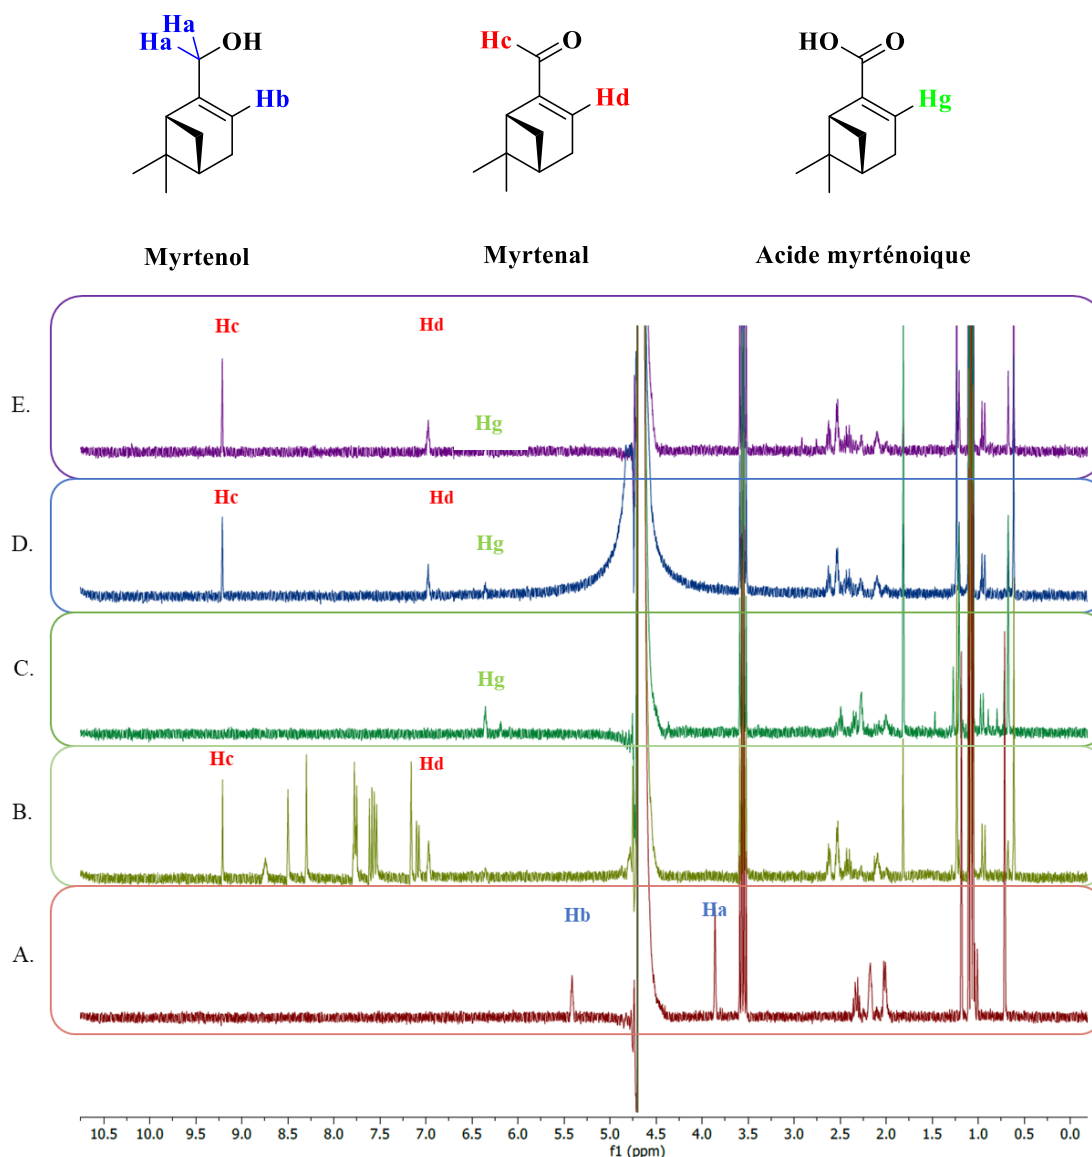 Ha
Ha OH
Hb
Hc O
Hd
HO O
Hg
Myrtenol
Myrtenal
Acide myrténoique
E.
Hc
Hd
Hg
D.
Hc
Hd
Hg
C.
Hg
B.
Hc
Hd
A.
Hb
Ha
10.5 10.0 9.5 9.0 8.5 8.0 7.5 7.0 6.5 6.0 5.5 5.0 4.5 4.0 3.5 3.0 2.5 2.0 1.5 1.0 0.5 0.0
f1 (ppm)